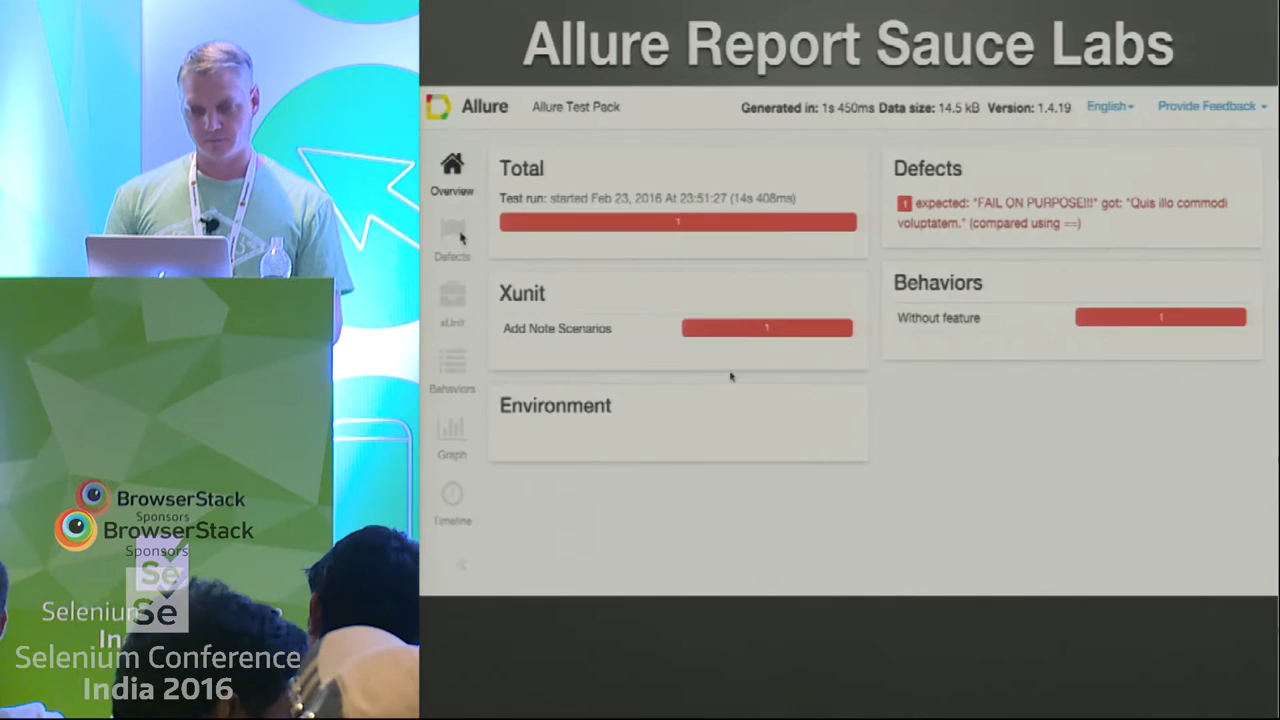 Allure Report Sauce Labs
Allure
Allure Test Pack
Generated in: 1s 450ms Data size: 14.5 kB Version: 1.4.19
English
Provide Feedback
Overview
Defects
xUnit
Behaviors
Graph
Timeline
Total
Test run: started Feb 23, 2016 At 23:51:27 (14s 408ms)
1
Xunit
Add Note Scenarios
1
Environment
Defects
1 expected: "FAIL ON PURPOSE!!!" got: "Quis illo commodi
voluptatem." (compared using ==)
Behaviors
Without feature
1
BrowserStack
Sponsors
BrowserStack
Sponsors
Se
Se
Selenium
In
Selenium Conference
India 2016